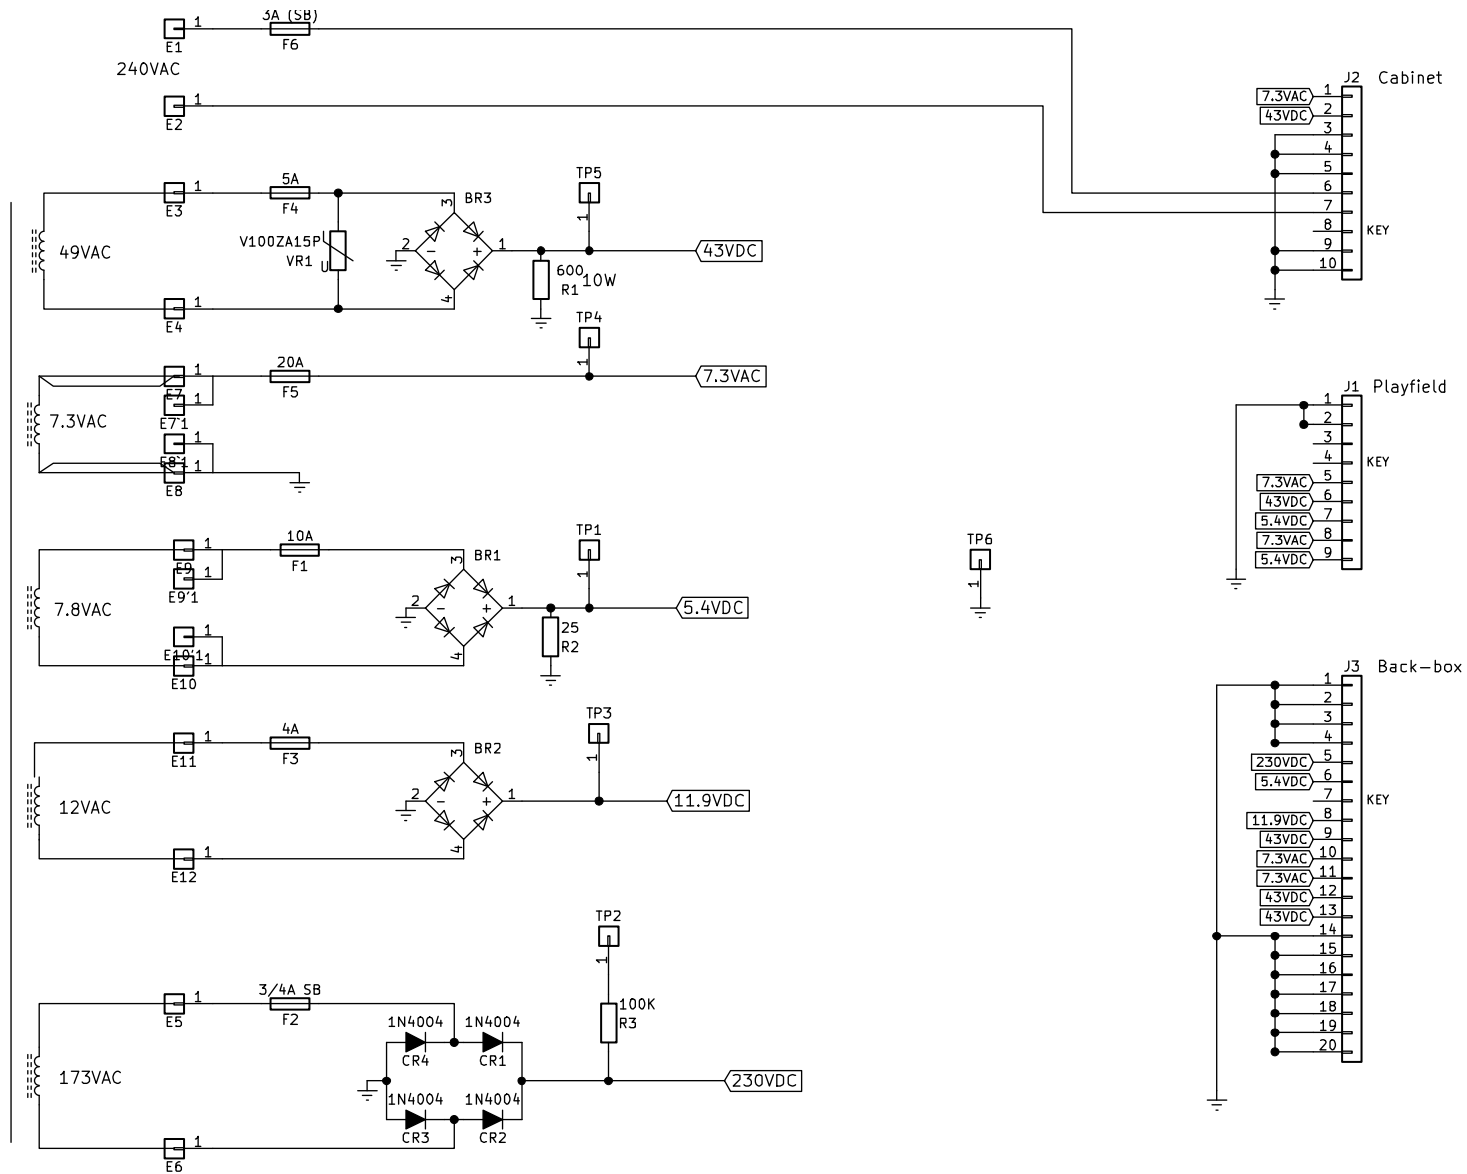 3A (SB)
1
F6
E1
240VAC
1
E2
J2 Cabinet
7.3VAC 1
43VDC 2
3
4
5
6
7
8 KEY
9
10
5A
1
F4
E3
49VAC
V100ZA15P
VR1
U
BR3
3
2
-
+
1
4
TP5
1
43VDC
600
10W
R1
1
E4
TP4
1
20A
1
F5
E7
7.3VAC
1
E7'1
7.3VAC
1
E8'1
1
E8
J1 Playfield
1
2
3
4 KEY
7.3VAC 5
43VDC 6
5.4VDC 7
7.3VAC 8
5.4VDC 9
10A
1
F1
E9
1
E9'1
7.8VAC
1
E10'1
1
E10
BR1
3
2
-
+
1
4
TP1
1
5.4VDC
25
R2
TP6
1
4A
1
F3
E11
12VAC
1
E12
BR2
3
2
-
+
1
4
TP3
1
11.9VDC
J3 Back-box
1
2
3
4
230VDC 5
5.4VDC 6
7 KEY
11.9VDC 8
43VDC 9
7.3VAC 10
7.3VAC 11
43VDC 12
43VDC 13
14
15
16
17
18
19
20
TP2
1
3/4A SB
1
F2
E5
173VAC
100K
R3
1N4004 1N4004
CR4 CR1
230VDC
1N4004 1N4004
CR3 CR2
1
E6